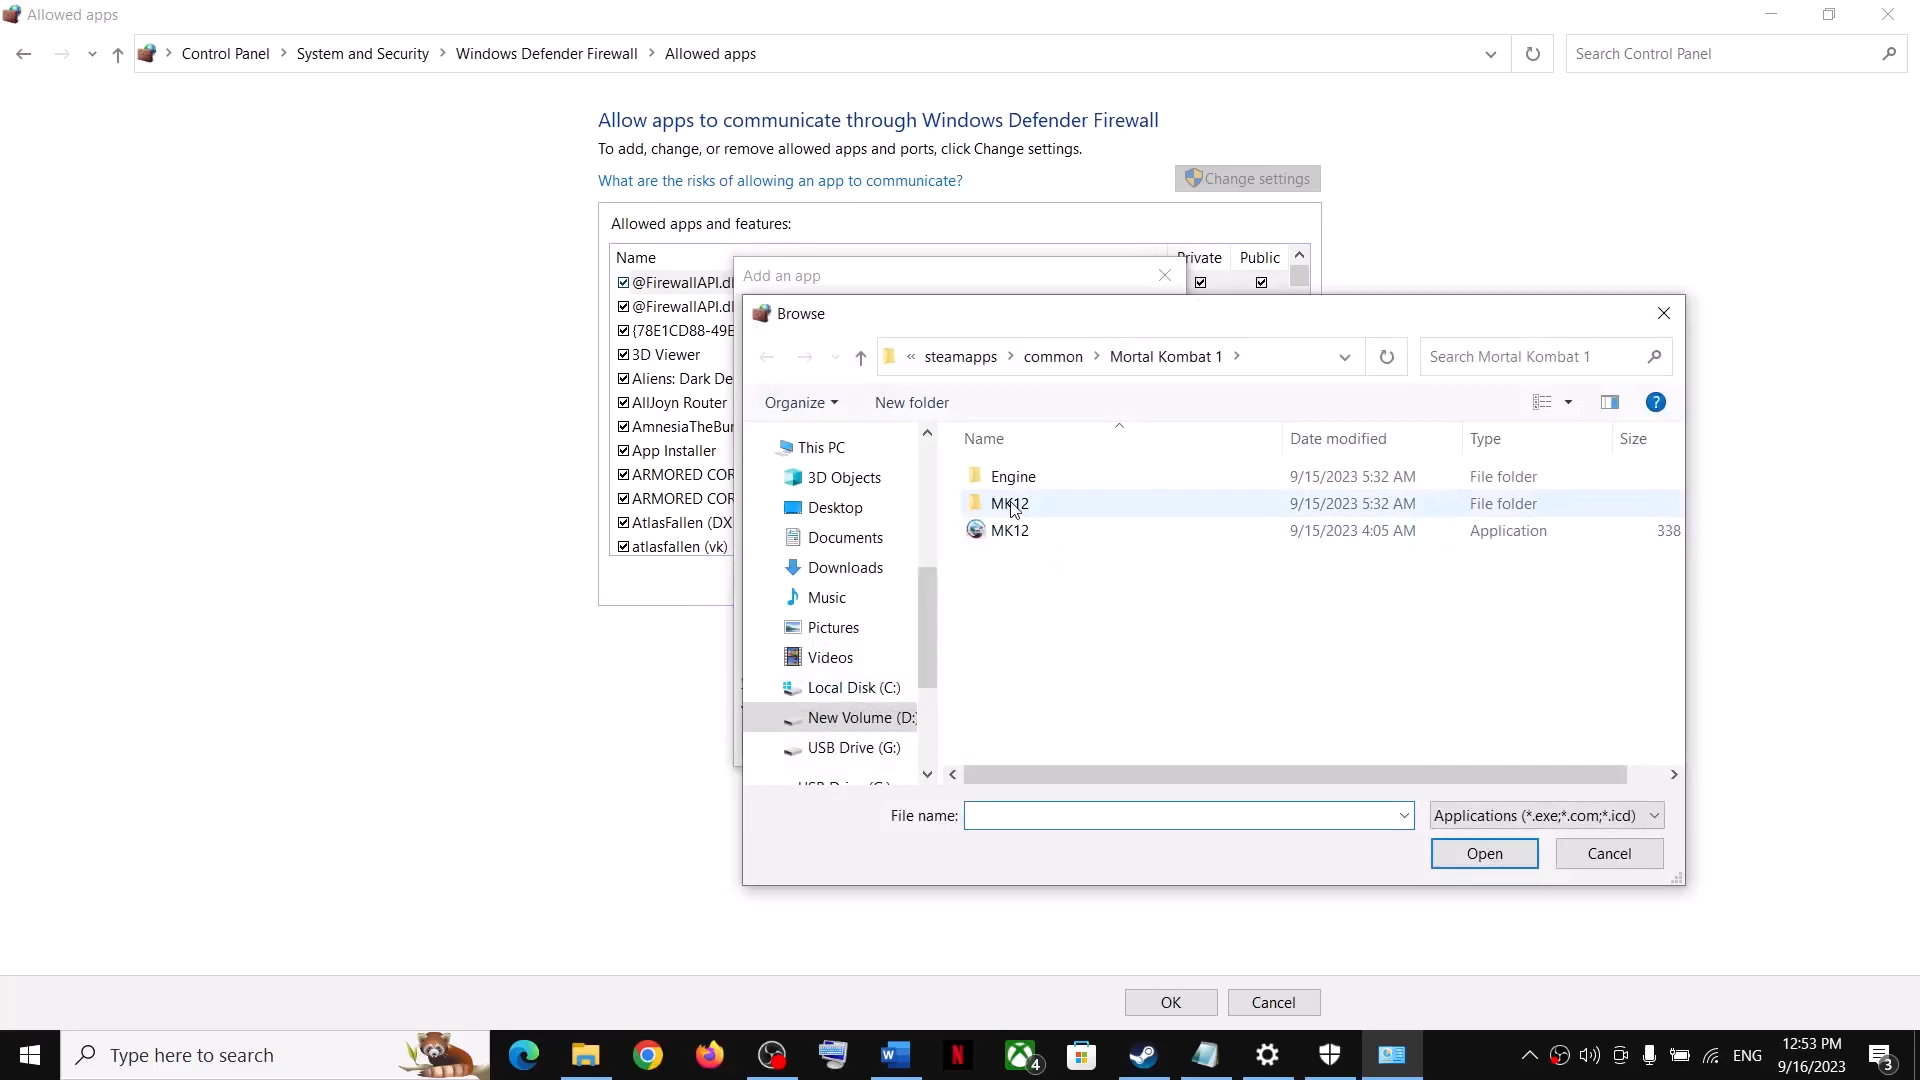 Allowed apps
Control Panel
System and Security
Windows Defender Firewall
Allowed apps
Search Control Panel
Allow apps to communicate through Windows Defender Firewall
To add, change, or remove allowed apps and ports, click Change settings.
What are the risks of allowing an app to communicate?
Change settings
Allowed apps and features:
Name
Private
Public
@FirewallAPI.dl
@FirewallAPI.d
{78E1CD88-49E
3D Viewer
Aliens: Dark De
AllJoyn Router
AmnesiaTheBu
App Installer
ARMORED COR
ARMORED COR
AtlasFallen (DX
atlasfallen (vk)
Add an app
Browse
« steamapps
common
Mortal Kombat 1
Search Mortal Kombat 1
Organize
New folder
?
This PC
3D Objects
Desktop
Documents
Downloads
Music
Pictures
Videos
Local Disk (C:)
New Volume (D:)
USB Drive (G:)
Name
Date modified
Type
Size
Engine
9/15/2023 5:32 AM
File folder
MK12
9/15/2023 5:32 AM
File folder
MK12
9/15/2023 4:05 AM
Application
338
File name:
Applications (*.exe;*.com;*.icd)
Open
Cancel
OK
Cancel
Type here to search
4
ENG
12:53 PM
9/16/2023
3